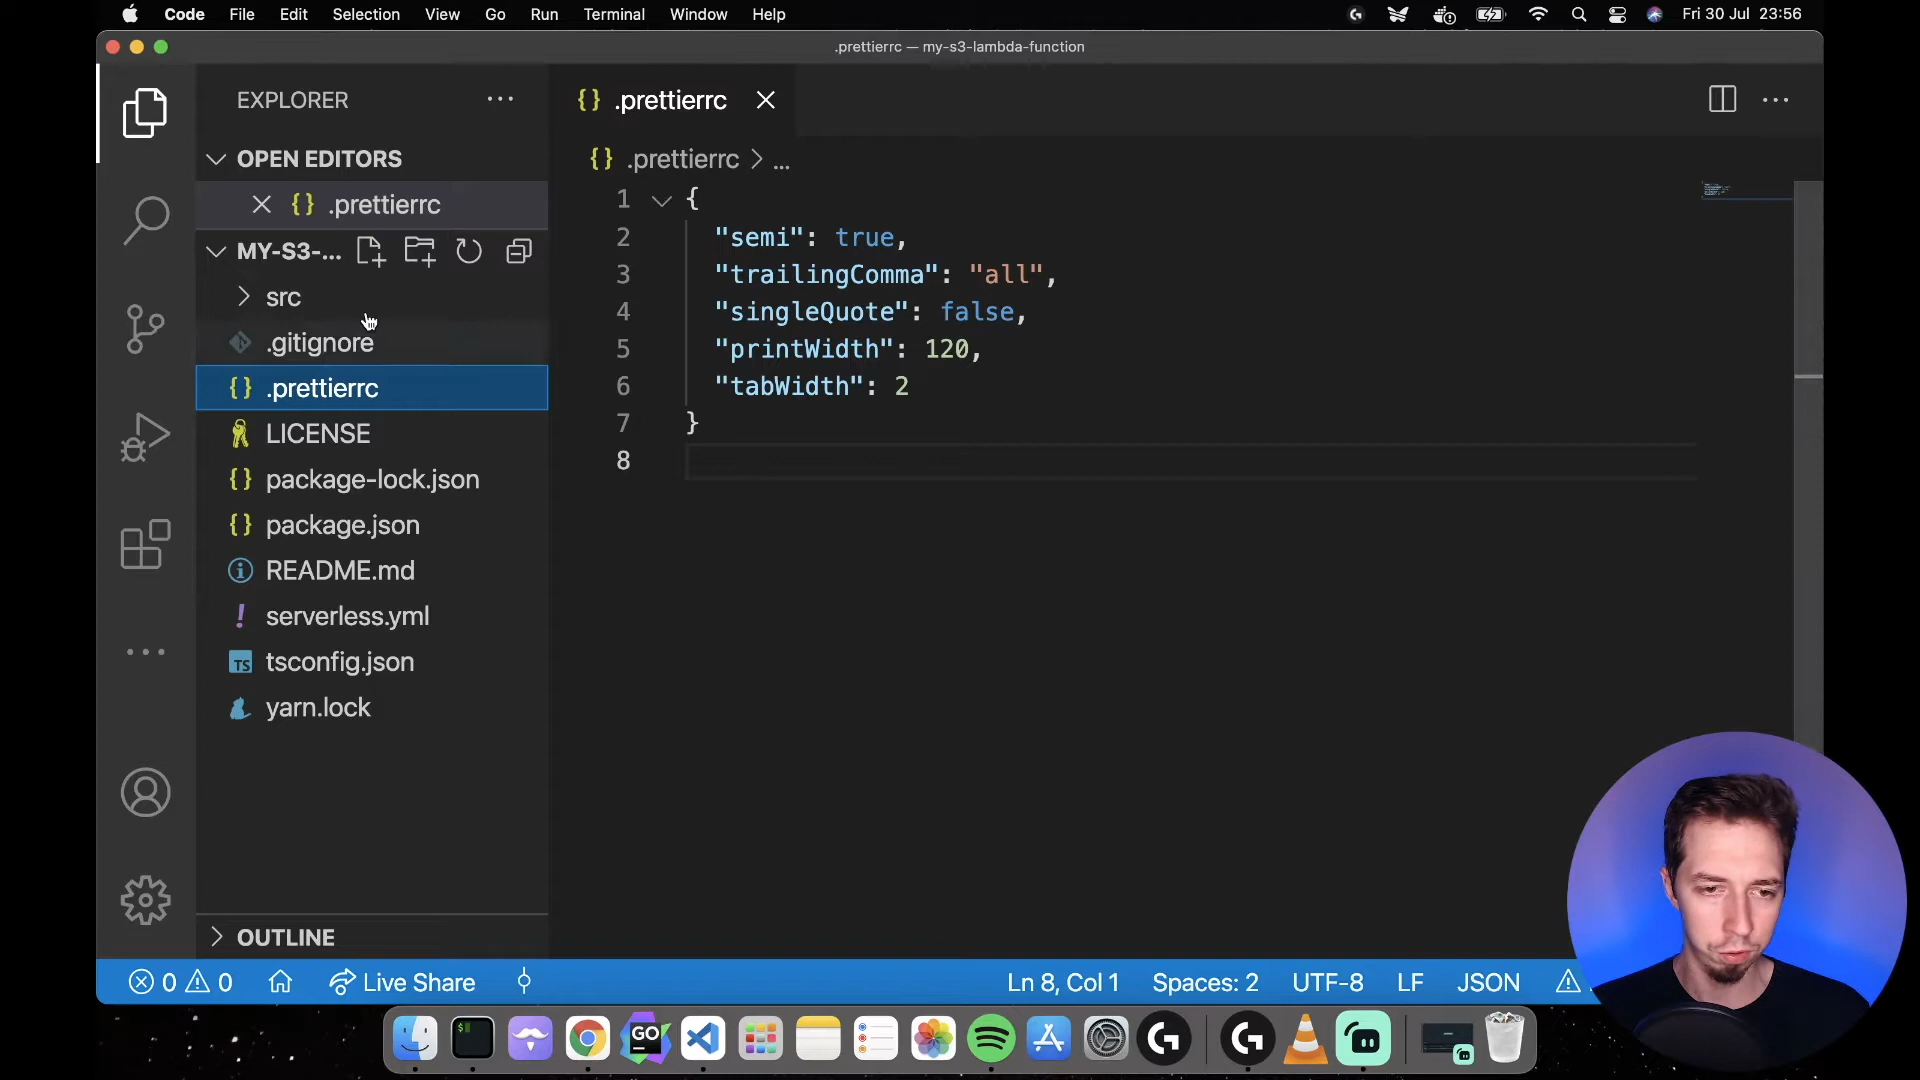 Code File Edit Selection View Go Run Terminal Window Help Fri 30 Jul 23:56
.prettierrc — my-s3-lambda-function
EXPLORER
OPEN EDITORS
{} .prettierrc
MY-S3-...
src
.gitignore
{} .prettierrc
LICENSE
{} package-lock.json
{} package.json
README.md
! serverless.yml
TS tsconfig.json
yarn.lock
OUTLINE
{} .prettierrc
{} .prettierrc > ...
1 {
2 "semi": true,
3 "trailingComma": "all",
4 "singleQuote": false,
5 "printWidth": 120,
6 "tabWidth": 2
7 }
8
0 0 Live Share Ln 8, Col 1 Spaces: 2 UTF-8 LF JSON
$ GO G G